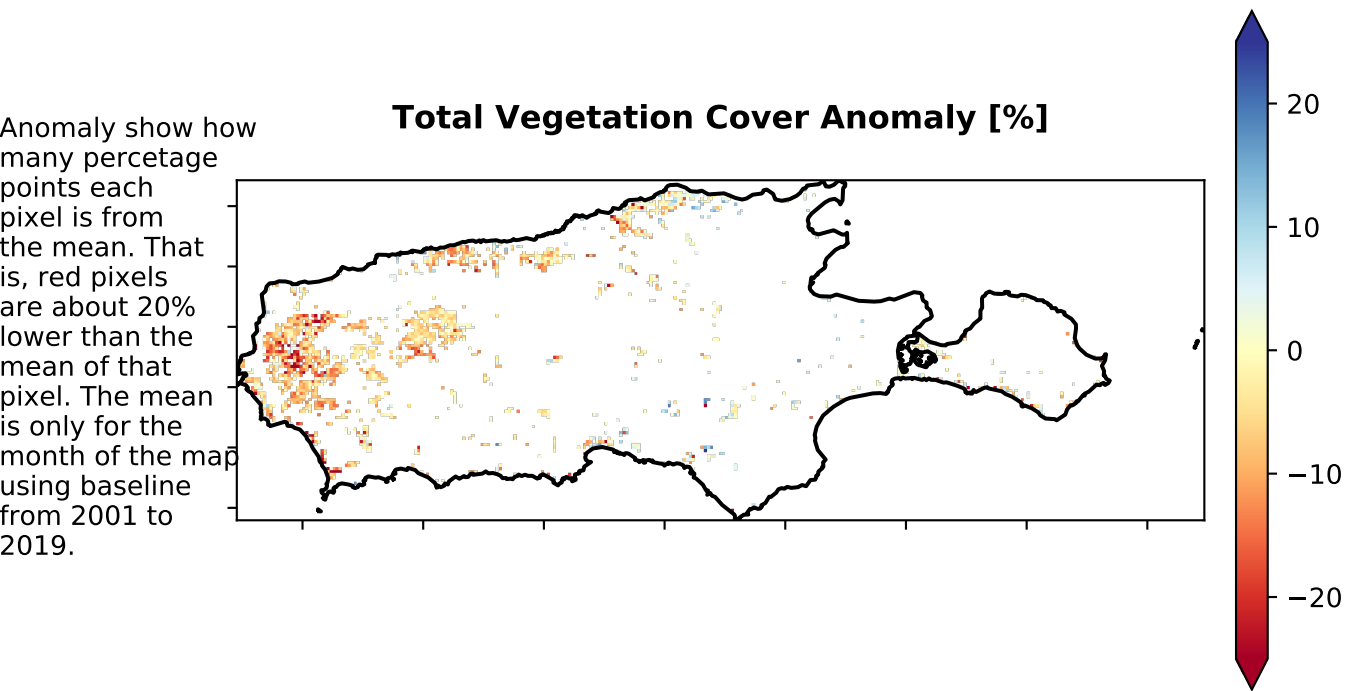 Total Vegetation Cover Anomaly [%]
Anomaly show how
many percetage
points each
pixel is from
the mean. That
is, red pixels
are about 20%
lower than the
mean of that
pixel. The mean
is only for the
month of the map
using baseline
from 2001 to
2019.
20
10
0
−10
−20